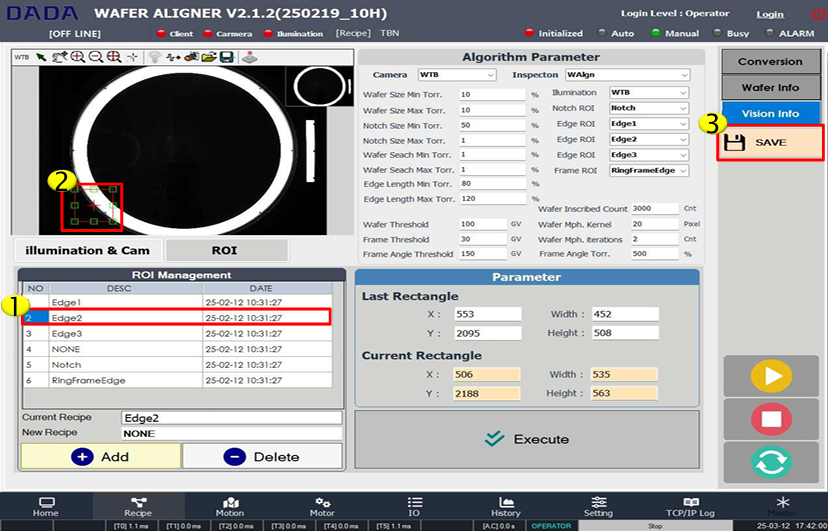 DADA WAFER ALIGNER V2.1.2(250219_10H) Login Level : Operator Login
[OFF LINE] Client Camera Illumination [Recipe] TBN Initialized Auto Manual Busy ALARM
WTB
Algorithm Parameter
Camera WTB Inspecton WAlgn
Wafer Size Min Torr. 10 % Illumination WTB
Wafer Size Max Torr. 10 % Notch ROI Notch
Notch Size Min Torr. 50 % Edge ROI Edge1
Notch Size Max Torr. 1 % Edge ROI Edge2
Wafer Seach Min Torr. 1 % Edge ROI Edge3
Wafer Seach Max Torr. 1 % Frame ROI RingFrameEdge
Edge Length Min Torr. 80 %
Edge Length Max Torr. 120 %
Wafer Inscribed Count 3000 Cnt
Wafer Threshold 100 GV Wafer Mph. Kernel 20 Pixel
Frame Threshold 30 GV Wafer Mph. iterations 2 Cnt
Frame Angle Threshold 150 GV Frame Angle Torr. 500 %
Conversion
Wafer Info
Vision Info
3
SAVE
2
illumination & Cam ROI
ROI Management
NO DESC DATE
1
Edge1 25-02-12 10:31:27
2 Edge2 25-02-12 10:31:27
3 Edge3 25-02-12 10:31:27
4 NONE 25-02-12 10:31:27
5 Notch 25-02-12 10:31:27
6 RingFrameEdge 25-02-12 10:31:27
Current Recipe Edge2
New Recipe NONE
Add Delete
Parameter
Last Rectangle
X : 553 Width : 452
Y : 2095 Height : 508
Current Rectangle
X : 506 Width : 535
Y : 2188 Height : 563
Execute
Home Recipe Motion Motor IO History Setting TCP/IP Log Master
[T0] 1.1 ms [T1] 0.0 ms [T2] 0.0 ms [T3] 0.0 ms [T4] 0.0 ms [T5] 1.1 ms [A.C] 0.0 s OPERATOR Stop 25-03-12 17:42:00